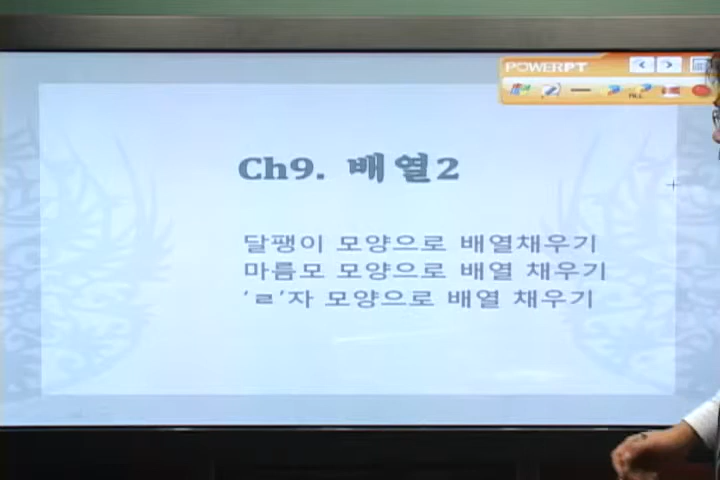 POWERPT
ALL
Ch9. 배열2
달팽이 모양으로 배열채우기
마름모 모양으로 배열 채우기
'ㄹ'자 모양으로 배열 채우기